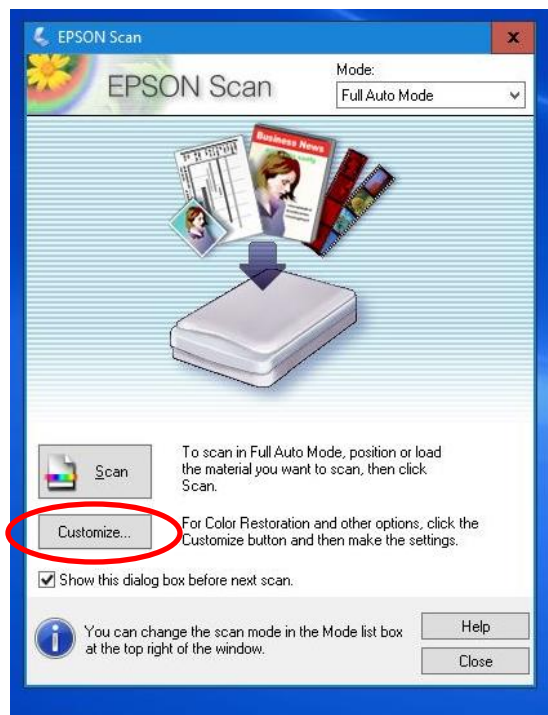 EPSON Scan
x
EPSON Scan
Mode:
Full Auto Mode
Business News
Scan
To scan in Full Auto Mode, position or load
the material you want to scan, then click
Scan.
Customize...
For Color Restoration and other options, click the
Customize button and then make the settings.
Show this dialog box before next scan.
You can change the scan mode in the Mode list box
at the top right of the window.
Help
Close